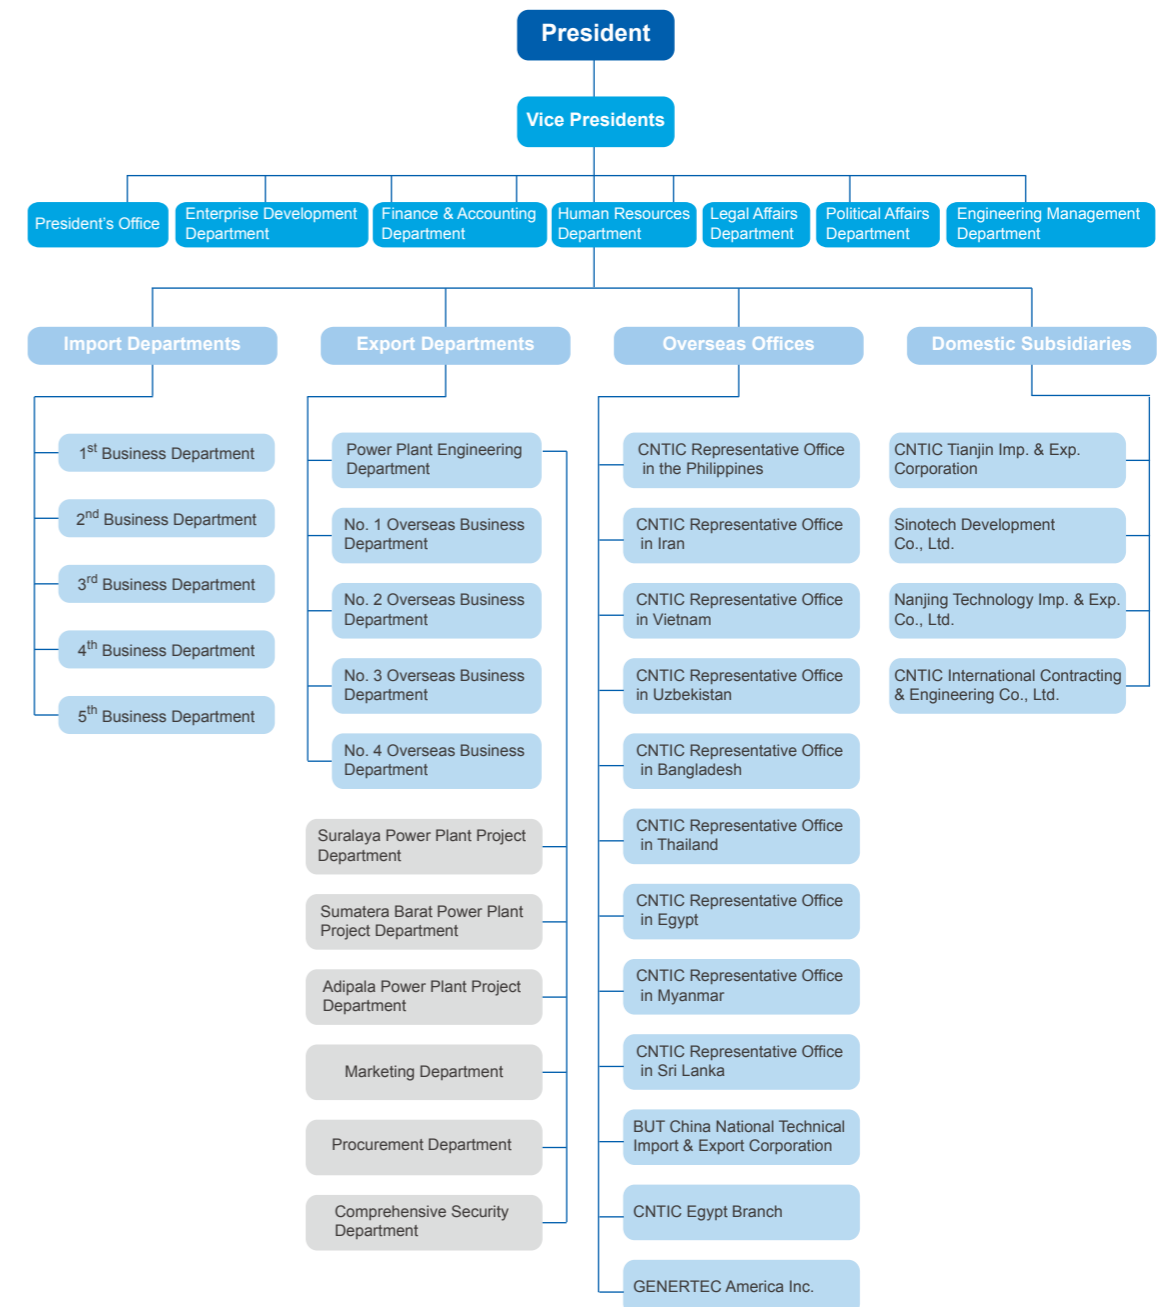 President
Vice Presidents
President's Office
Enterprise Development
Department
Finance & Accounting
Department
Human Resources
Department
Legal Affairs
Department
Political Affairs
Department
Engineering Management
Department
Import Departments
1st Business Department
2nd Business Department
3rd Business Department
4th Business Department
5th Business Department
Export Departments
Power Plant Engineering
Department
No. 1 Overseas Business
Department
No. 2 Overseas Business
Department
No. 3 Overseas Business
Department
No. 4 Overseas Business
Department
Suralaya Power Plant Project
Department
Sumatera Barat Power Plant
Project Department
Adipala Power Plant Project
Department
Marketing Department
Procurement Department
Comprehensive Security
Department
Overseas Offices
CNTIC Representative Office
in the Philippines
CNTIC Representative Office
in Iran
CNTIC Representative Office
in Vietnam
CNTIC Representative Office
in Uzbekistan
CNTIC Representative Office
in Bangladesh
CNTIC Representative Office
in Thailand
CNTIC Representative Office
in Egypt
CNTIC Representative Office
in Myanmar
CNTIC Representative Office
in Sri Lanka
BUT China National Technical
Import & Export Corporation
CNTIC Egypt Branch
GENERTEC America Inc.
Domestic Subsidiaries
CNTIC Tianjin Imp. & Exp.
Corporation
Sinotech Development
Co., Ltd.
Nanjing Technology Imp. & Exp.
Co., Ltd.
CNTIC International Contracting
& Engineering Co., Ltd.